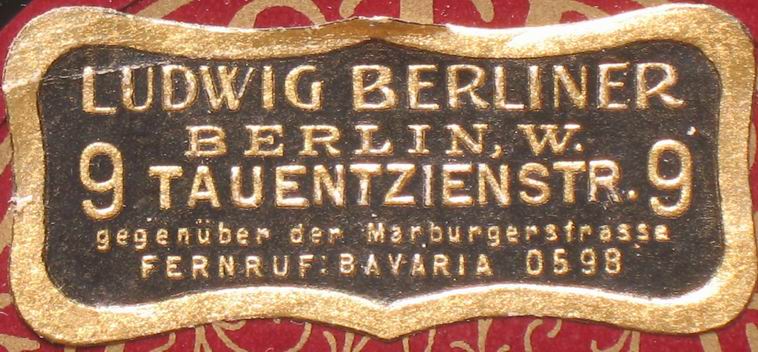 LUDWIG BERLINER
BERLIN, W.
9 TAUENTZIENSTR. 9
gegenüber der Marburgerstrasse
FERNRUF: BAVARIA 0598